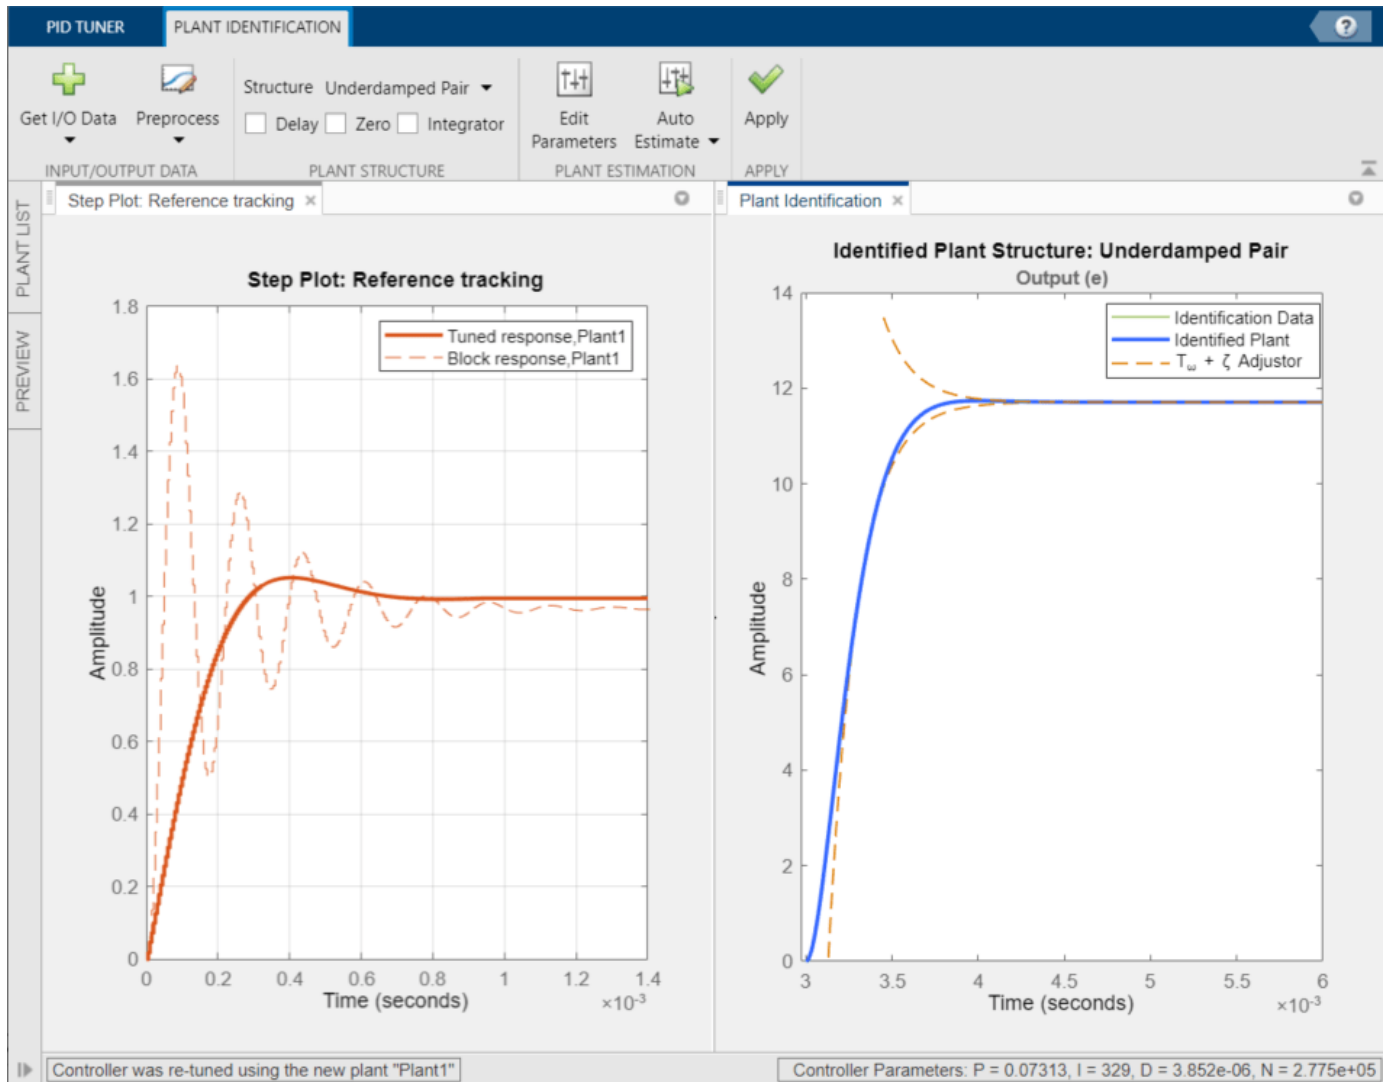 PID TUNER
PLANT IDENTIFICATION
?
Get I/O Data
Preprocess
Structure Underdamped Pair
Delay Zero Integrator
Edit Parameters
Auto Estimate
Apply
INPUT/OUTPUT DATA
PLANT STRUCTURE
PLANT ESTIMATION
APPLY
PLANT LIST
PREVIEW
Step Plot: Reference tracking ×
Plant Identification ×
Step Plot: Reference tracking
Tuned response,Plant1
Block response,Plant1
1.8
1.6
1.4
1.2
1
0.8
0.6
0.4
0.2
0
Amplitude
0 0.2 0.4 0.6 0.8 1 1.2 1.4
×10⁻³
Time (seconds)
Identified Plant Structure: Underdamped Pair
Output (e)
Identification Data
Identified Plant
Tω + ζ Adjustor
14
12
10
8
6
4
2
0
Amplitude
3 3.5 4 4.5 5 5.5 6
×10⁻³
Time (seconds)
Controller was re-tuned using the new plant "Plant1"
Controller Parameters: P = 0.07313, I = 329, D = 3.852e-06, N = 2.775e+05